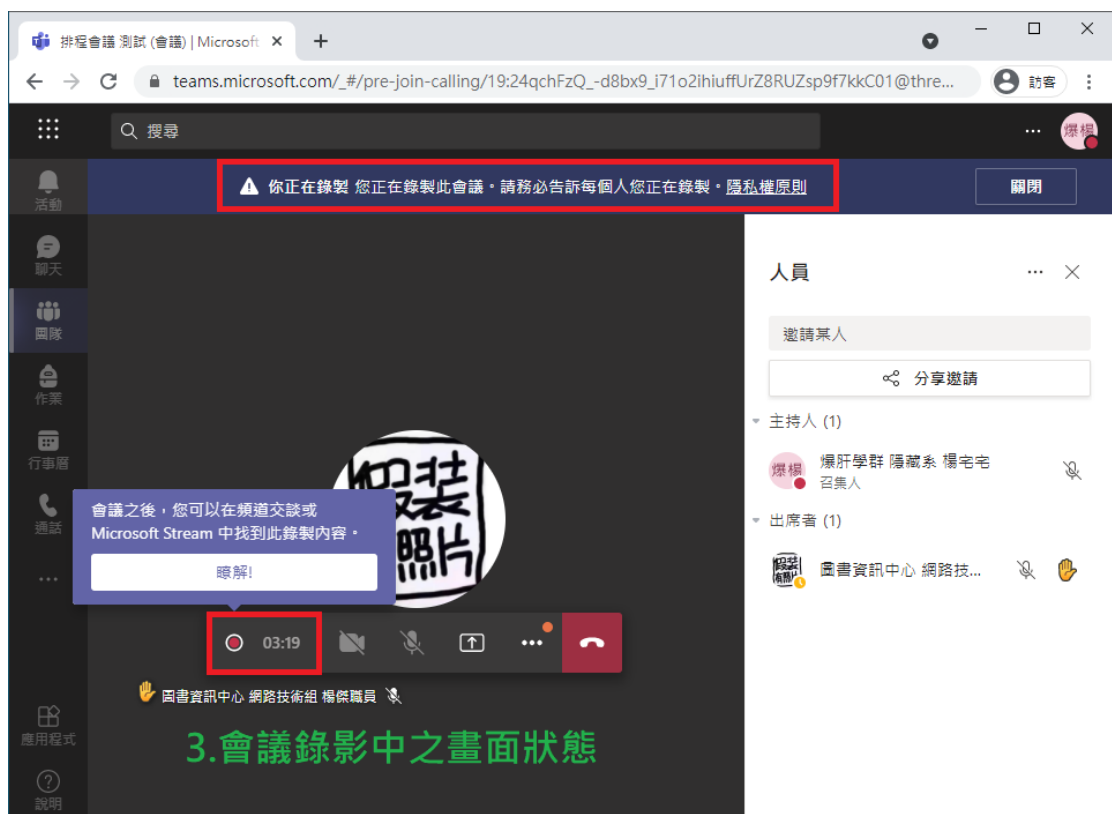 排程會議 測試 (會議) | Microsoft
teams.microsoft.com/_#/pre-join-calling/19:24qchFzQ_-d8bx9_i71o2ihiuffUrZ8RUZsp9f7kkC01@thre...
訪客
搜尋
爆楊
你正在錄製 您正在錄製此會議。請務必告訴每個人您正在錄製。隱私權原則
關閉
活動
聊天
團隊
作業
行事曆
通話
應用程式
說明
人員
邀請某人
分享邀請
主持人 (1)
爆楊
爆肝學群 隱藏系 楊宅宅
召集人
出席者 (1)
圖書資訊中心 網路技...
照片
會議之後，您可以在頻道交談或
Microsoft Stream 中找到此錄製內容。
瞭解!
03:19
圖書資訊中心 網路技術組 楊傑職員
3.會議錄影中之畫面狀態